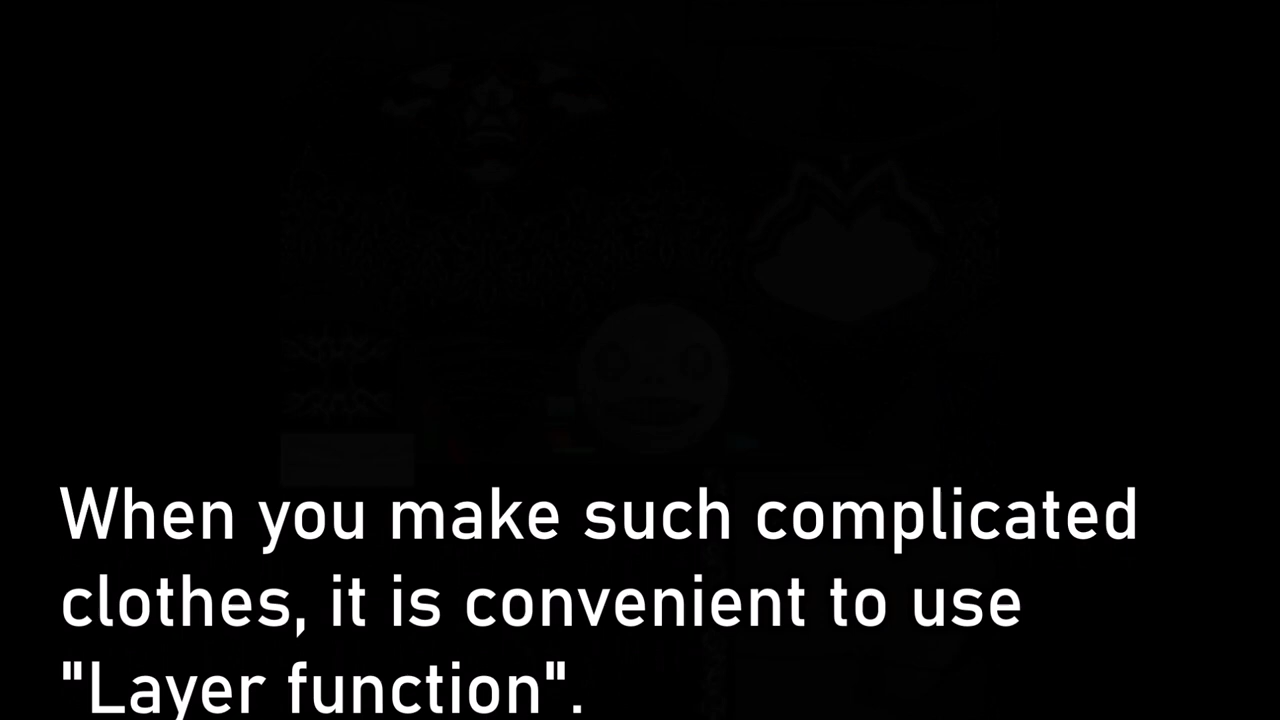 When you make such complicated
clothes, it is convenient to use
"Layer function".